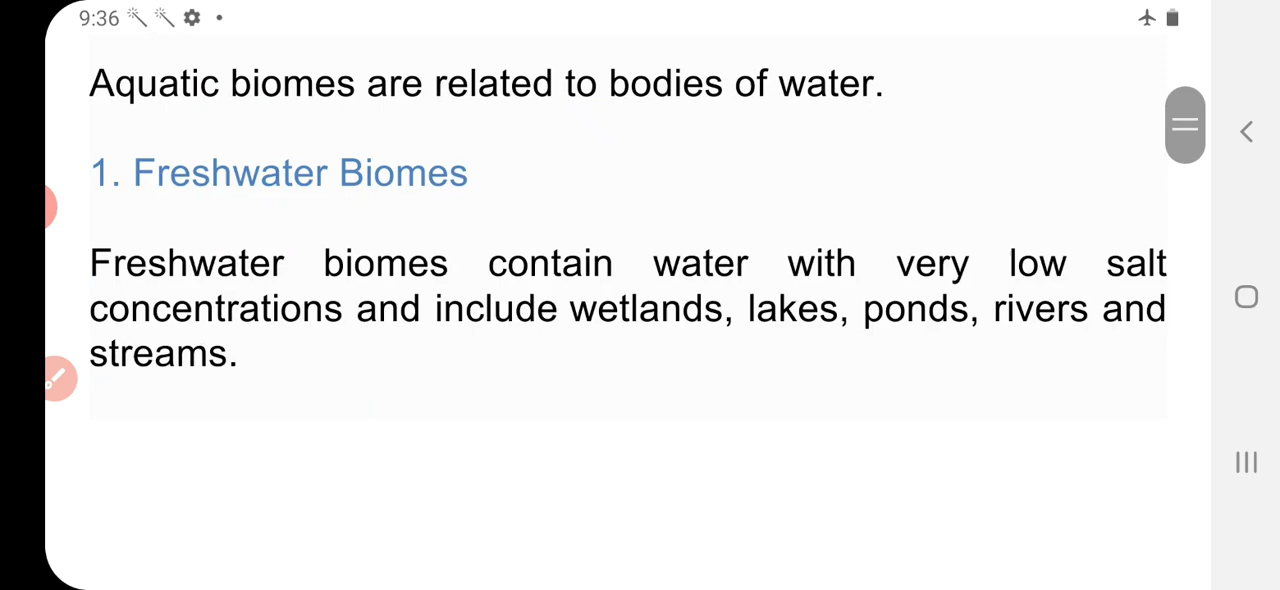 9:36
Aquatic biomes are related to bodies of water.
1. Freshwater Biomes
Freshwater biomes contain water with very low salt
concentrations and include wetlands, lakes, ponds, rivers and
streams.